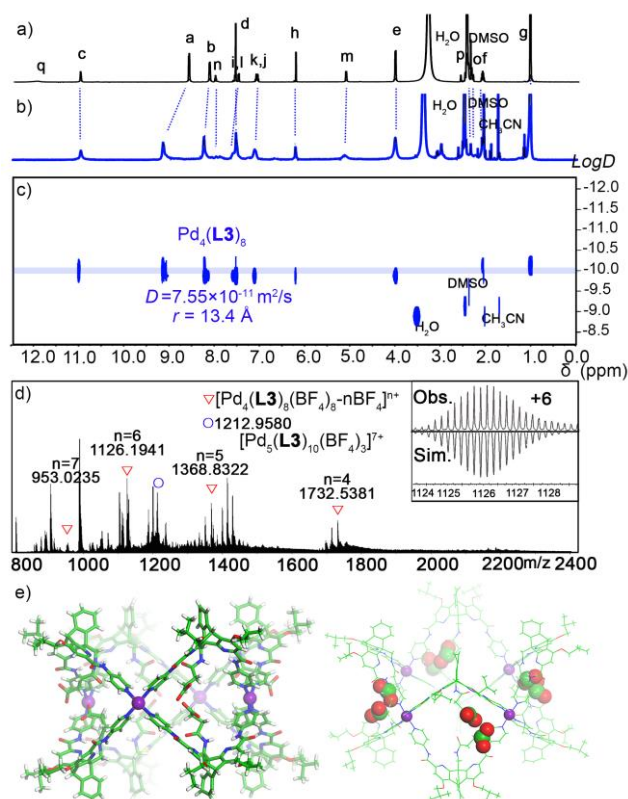 a)
q c a b n d i l k,j h m e H₂O DMSO p o f g
b)
H₂O DMSO CH₃CN
LogD
c)
Pd₄(L3)₈
D =7.55×10⁻¹¹ m²/s
r = 13.4 Å
H₂O DMSO CH₃CN
-12.0
-11.5
-11.0
-10.5
-10.0
-9.5
-9.0
-8.5
12.0 11.0 10.0 9.0 8.0 7.0 6.0 5.0 4.0 3.0 2.0 1.0 0.0
δ (ppm)
d)
▽[Pd₄(L3)₈(BF₄)₈-nBF₄]ⁿ⁺
○1212.9580
[Pd₅(L3)₁₀(BF₄)₃]⁷⁺
n=7
953.0235
n=6
1126.1941
n=5
1368.8322
n=4
1732.5381
Obs. +6
Sim.
1124 1125 1126 1127 1128
800 1000 1200 1400 1600 1800 2000 2200 m/z 2400
e)